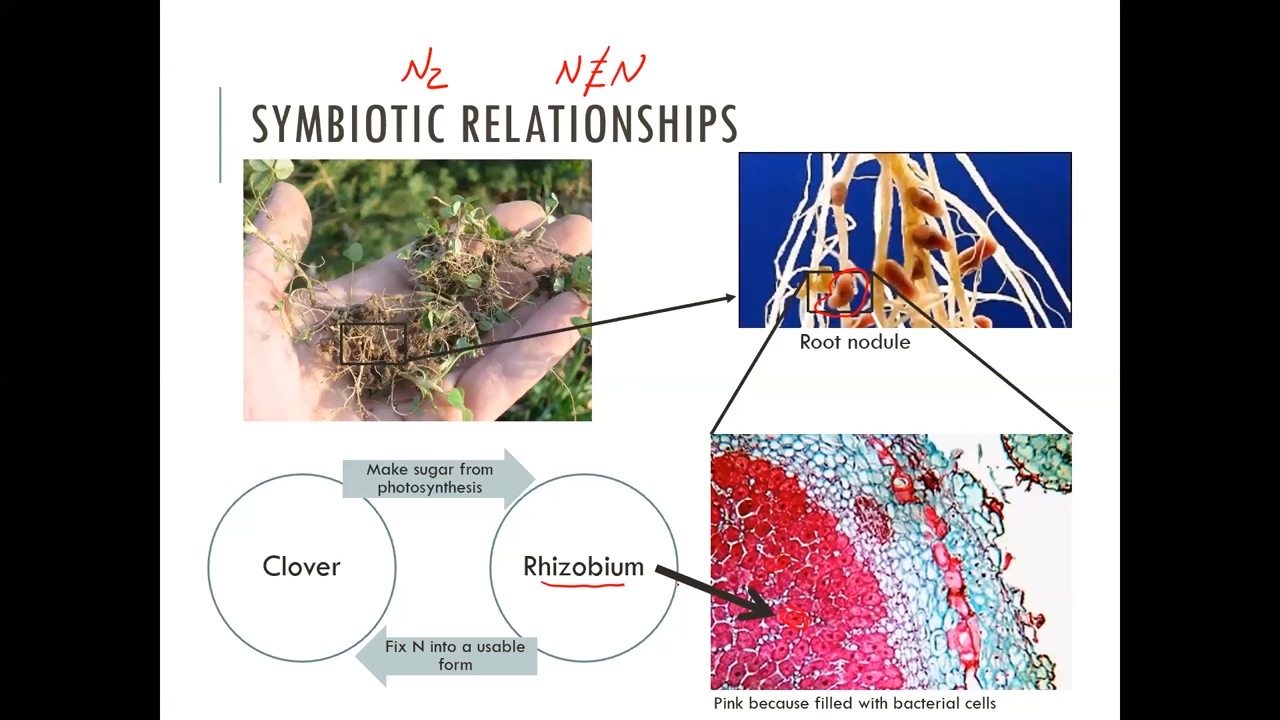 N2 N≡N
SYMBIOTIC RELATIONSHIPS
Root nodule
Make sugar from
photosynthesis
Clover
Rhizobium
Fix N into a usable
form
Pink because filled with bacterial cells